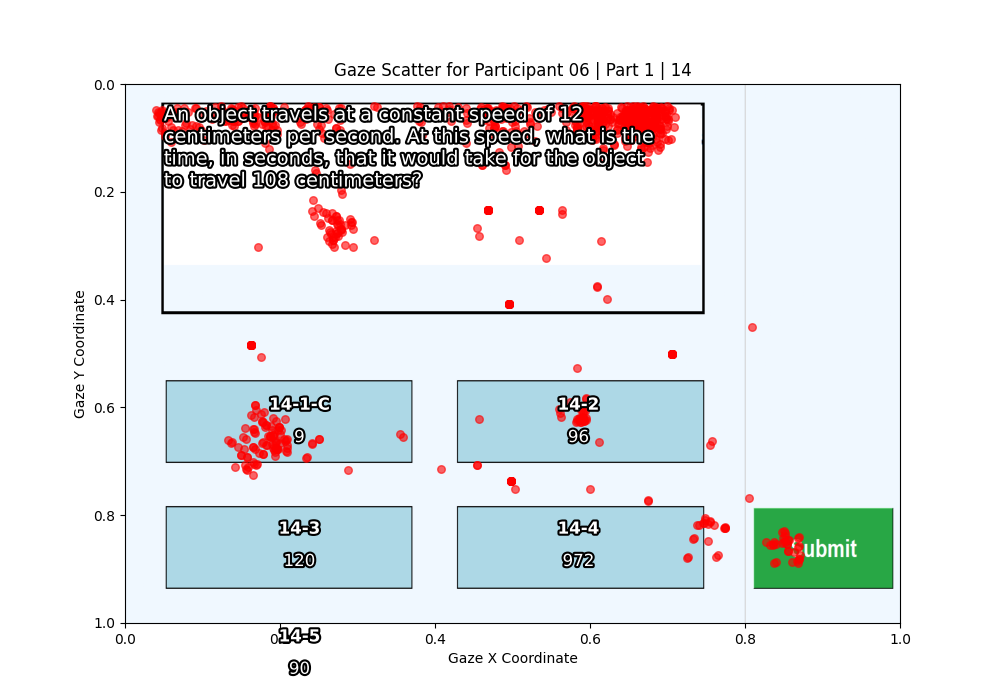 Gaze Scatter for Participant 06 | Part 1 | 14
0.0
0.2
0.4
0.6
0.8
1.0
Gaze Y Coordinate
An object travels at a constant speed of 12
centimeters per second. At this speed, what is the
time, in seconds, that it would take for the object
to travel 108 centimeters?
14-1-C
9
14-2
96
14-3
120
14-4
972
Submit
14-5
90
0.0
0.2
0.4
0.6
0.8
1.0
Gaze X Coordinate